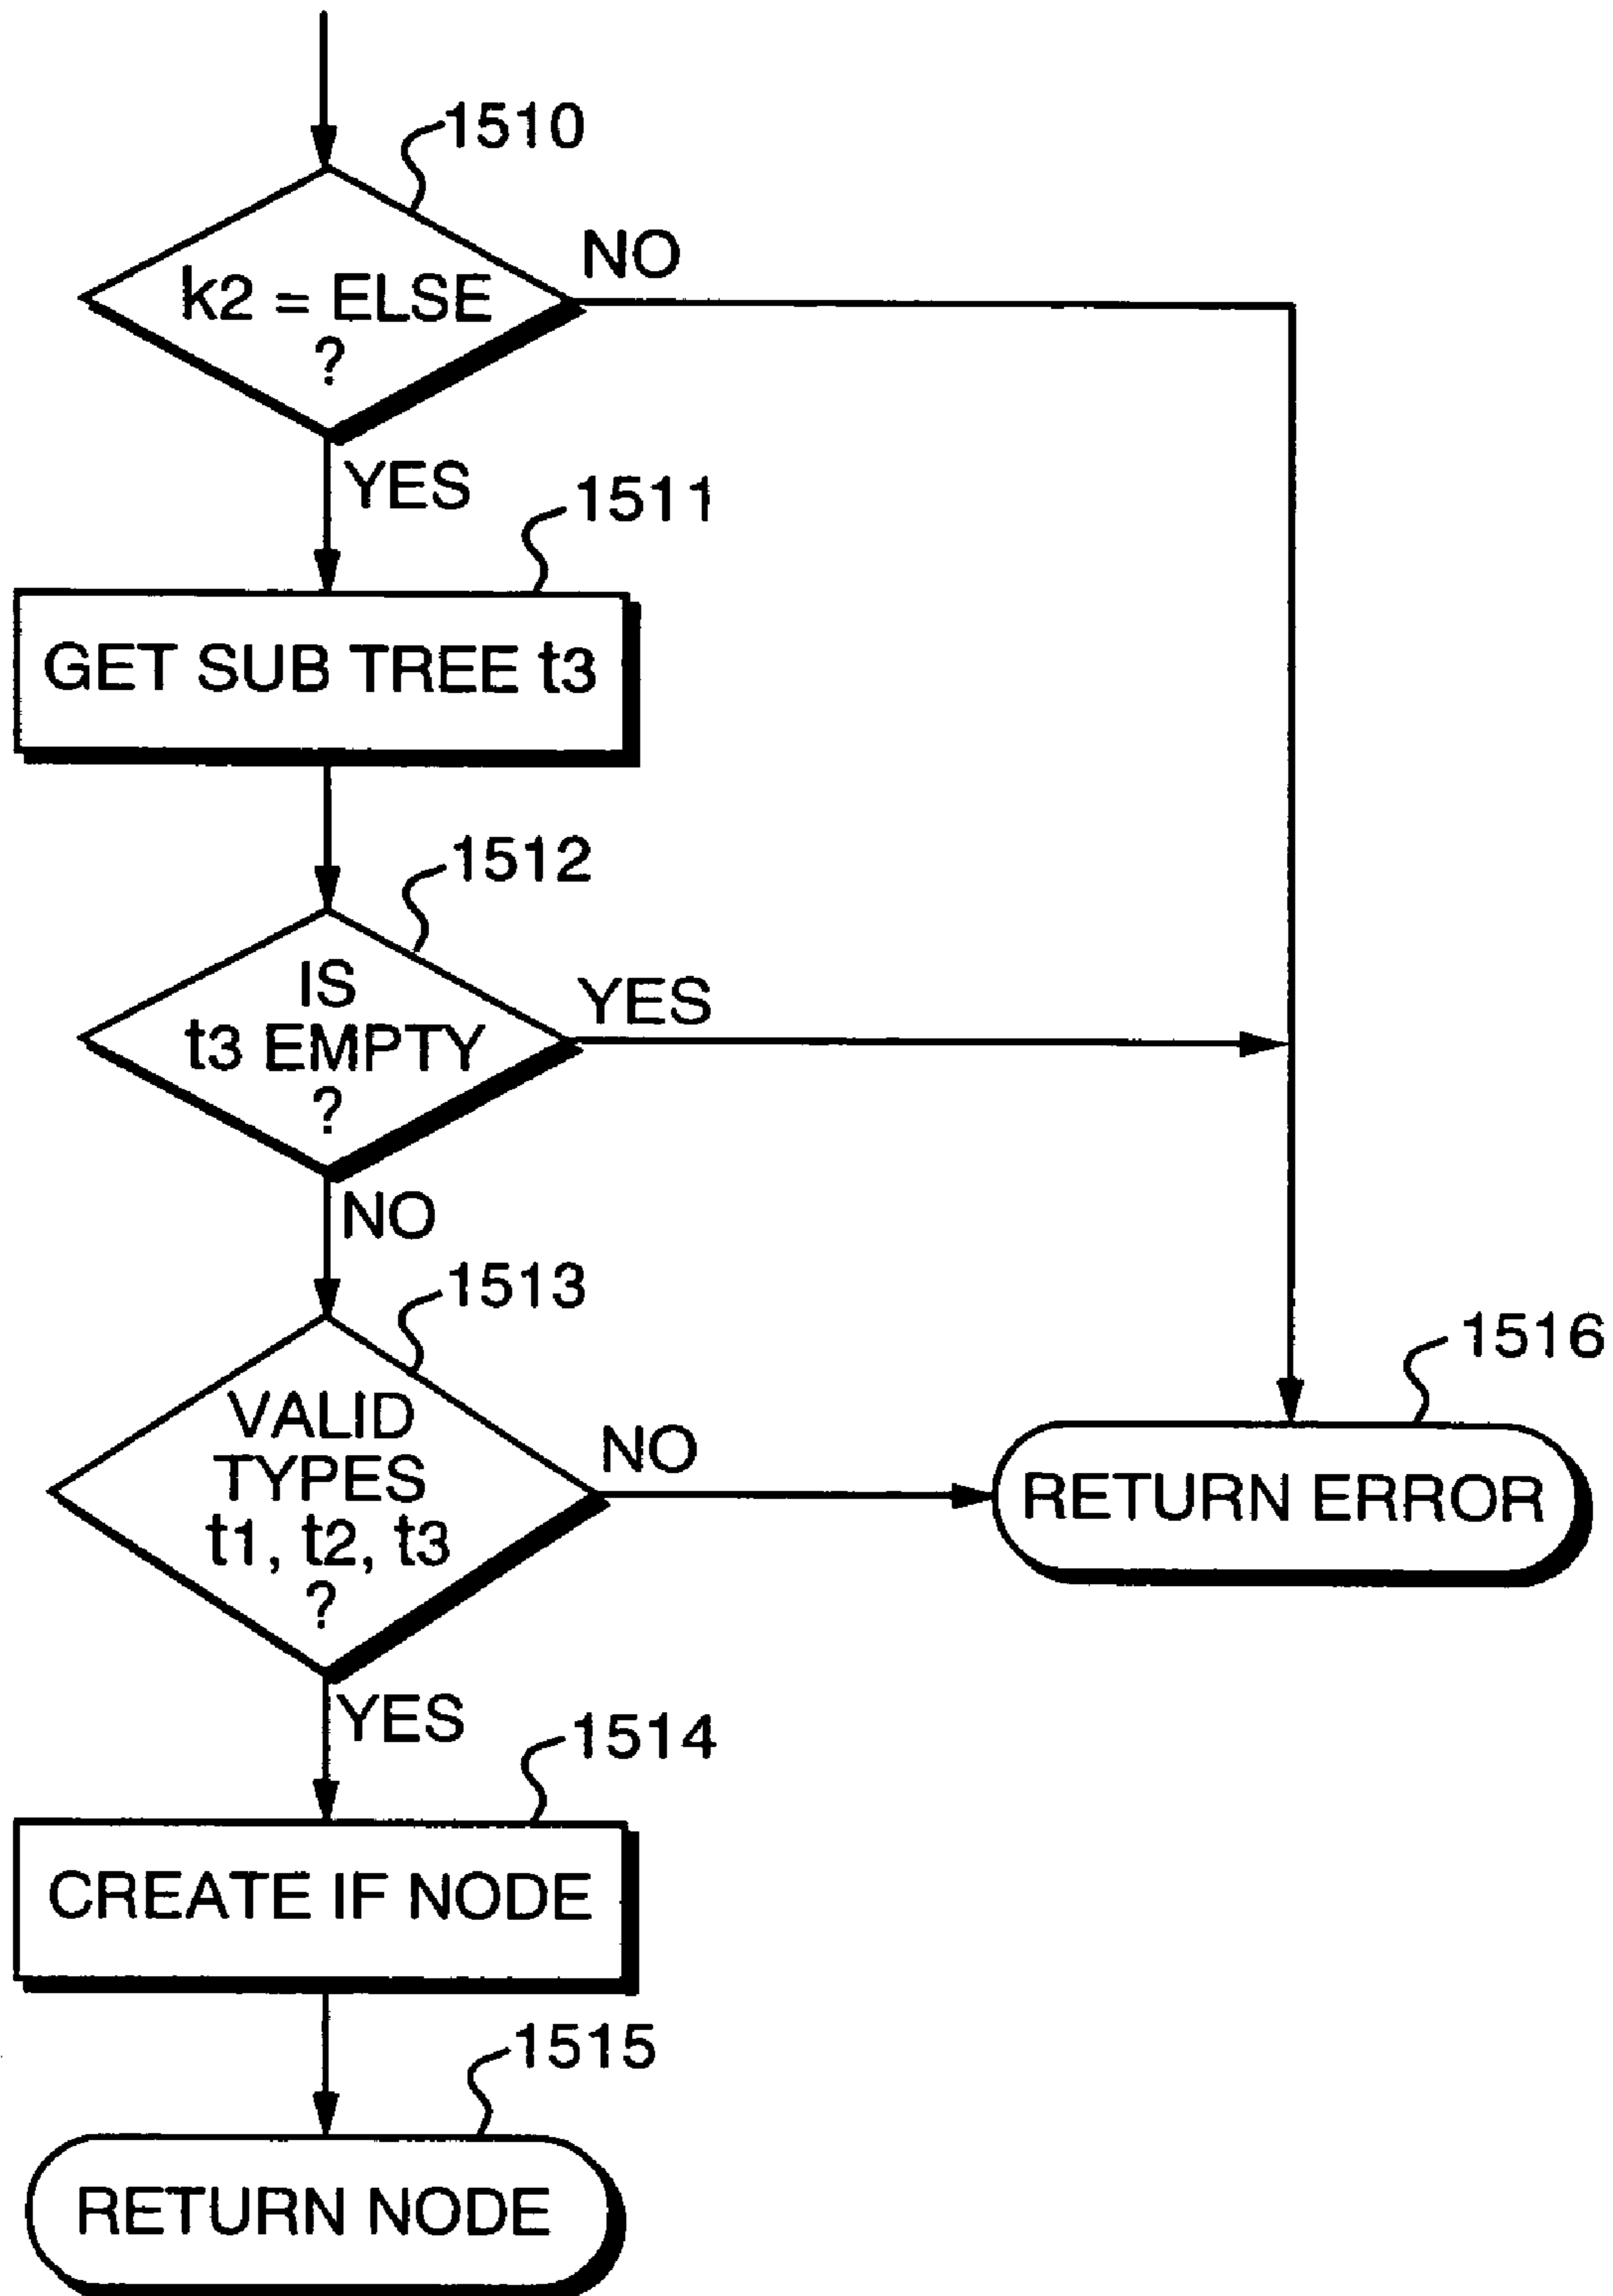 1510
NO
k2 = ELSE
?
YES
1511
GET SUB TREE t3
1512
IS
t3 EMPTY
?
YES
NO
1513
VALID
TYPES
t1, t2, t3
?
NO
1516
RETURN ERROR
YES
1514
CREATE IF NODE
1515
RETURN NODE